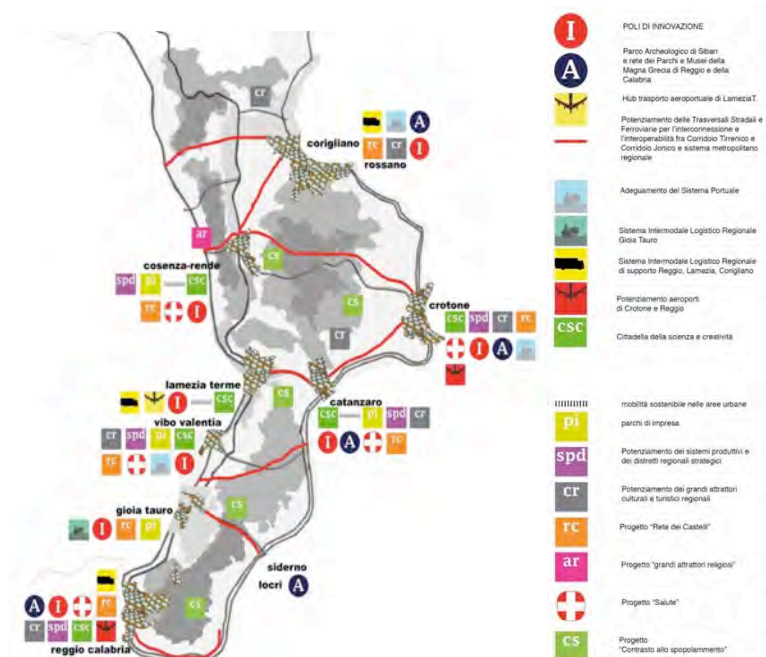 cr
A
corigliano
rc
cr
I
rossano
ar
cs
cosenza-rende
spd
pi
csc
rc
I
cs
cr
crotone
csc
spd
cr
rc
I
A
lamezia terme
I
csc
cs
catanzaro
csc
pi
spd
cr
I
A
rc
vibo valentia
cr
spd
pi
csc
rc
I
gioia tauro
I
rc
pi
cs
siderno
locri
A
cs
A
I
rc
cr
spd
csc
reggio calabria
I
POLI DI INNOVAZIONE
A
Parco Archeologico di Sibari
e rete dei Parchi e Musei della
Magna Grecia di Reggio e della
Calabria
Hub trasporto aeroportuale di LameziaT.
Potenziamento delle Trasversali Stradali e
Ferroviarie per l'interconnessione e
l'interoperabilità fra Corridoio Tirrenico e
Corridoio Jonico e sistema metropolitano
regionale
Adeguamento del Sistema Portuale
Sistema Intermodale Logistico Regionale
Gioia Tauro
Sistema Intermodale Logistico Regionale
di supporto Reggio, Lamezia, Corigliano
Potenziamento aeroporti
di Crotone e Reggio
csc
Cittadella della scienza e creatività
mobilità sostenibile nelle aree urbane
pi
parchi di impresa
spd
Potenziamento dei sistemi produttivi e
dei distretti regionali strategici
cr
Potenziamento dei grandi attrattori
culturali e turistici regionali
rc
Progetto "Rete dei Castelli"
ar
Progetto "grandi attrattori religiosi"
Progetto "Salute"
cs
Progetto
"Contrasto allo spopolammento"